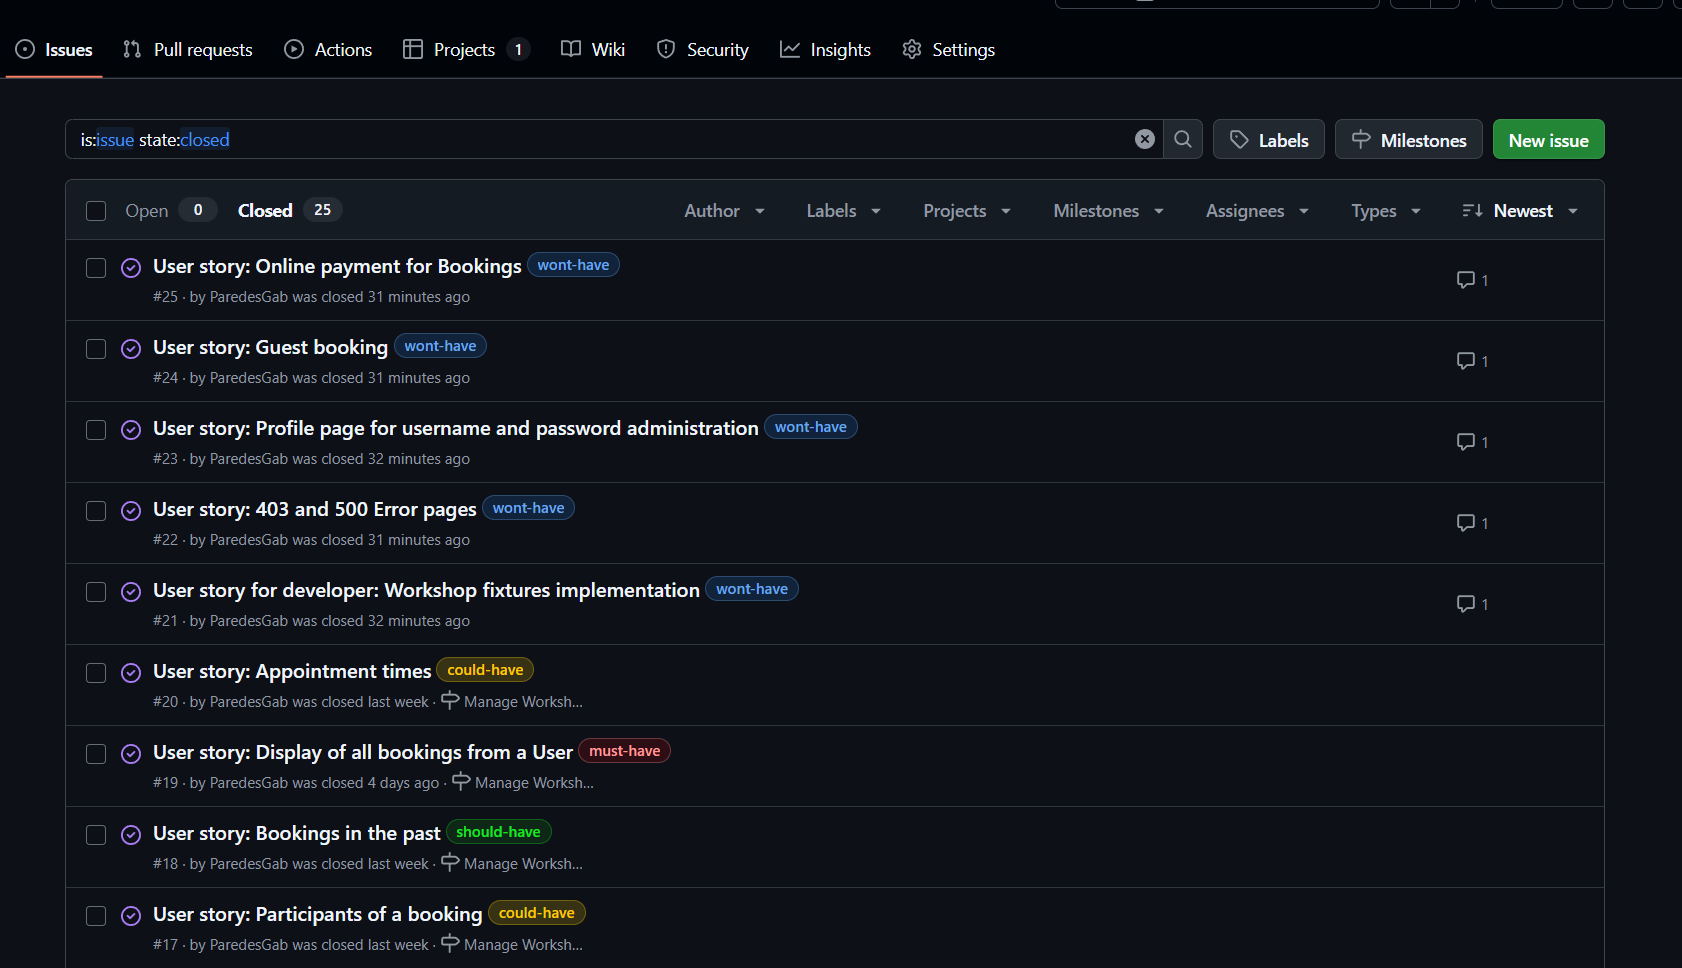 Issues Pull requests Actions Projects 1 Wiki Security Insights Settings
is:issue state:closed Labels Milestones New issue
Open 0 Closed 25 Author Labels Projects Milestones Assignees Types Newest
User story: Online payment for Bookings wont-have
#25 · by ParedesGab was closed 31 minutes ago
1
User story: Guest booking wont-have
#24 · by ParedesGab was closed 31 minutes ago
1
User story: Profile page for username and password administration wont-have
#23 · by ParedesGab was closed 32 minutes ago
1
User story: 403 and 500 Error pages wont-have
#22 · by ParedesGab was closed 31 minutes ago
1
User story for developer: Workshop fixtures implementation wont-have
#21 · by ParedesGab was closed 32 minutes ago
1
User story: Appointment times could-have
#20 · by ParedesGab was closed last week · Manage Worksh...
User story: Display of all bookings from a User must-have
#19 · by ParedesGab was closed 4 days ago · Manage Worksh...
User story: Bookings in the past should-have
#18 · by ParedesGab was closed last week · Manage Worksh...
User story: Participants of a booking could-have
#17 · by ParedesGab was closed last week · Manage Worksh...